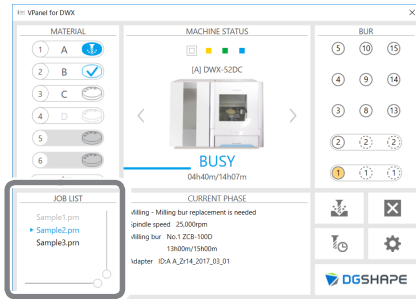 VPanel for DWX
MATERIAL
1 A
2 B
3 C
4 D
5
6
MACHINE STATUS
[A] DWX-52DC
BUSY
04h40m/14h07m
BUR
5 10 15
4 9 14
3 8 13
2 2 2
1 1 1
JOB LIST
Sample1.prn
Sample2.prn
Sample3.prn
CURRENT PHASE
Milling - Milling bur replacement is needed
Spindle speed 25,000rpm
Milling bur No.1 ZCB-100D
13h00m/15h00m
Adapter ID:A A_Zr14_2017_03_01
DGSHAPE